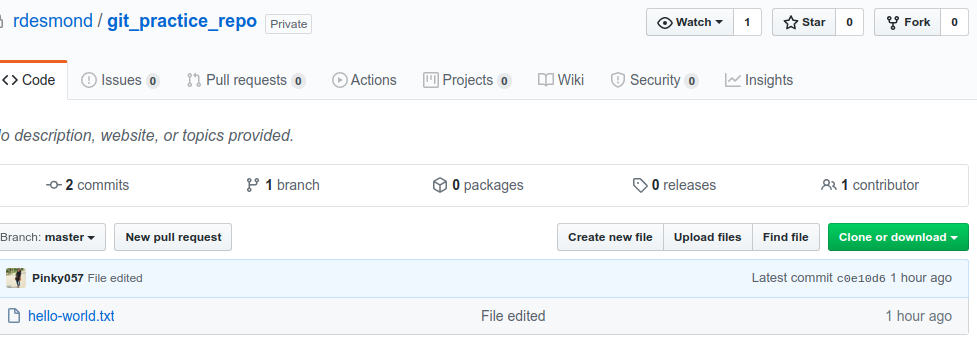 rdesmond / git_practice_repo Private Watch 1 Star 0 Fork 0
Code Issues 0 Pull requests 0 Actions Projects 0 Wiki Security 0 Insights
o description, website, or topics provided.
2 commits 1 branch 0 packages 0 releases 1 contributor
Branch: master New pull request Create new file Upload files Find file Clone or download
Pinky057 File edited Latest commit c0e10d6 1 hour ago
hello-world.txt File edited 1 hour ago